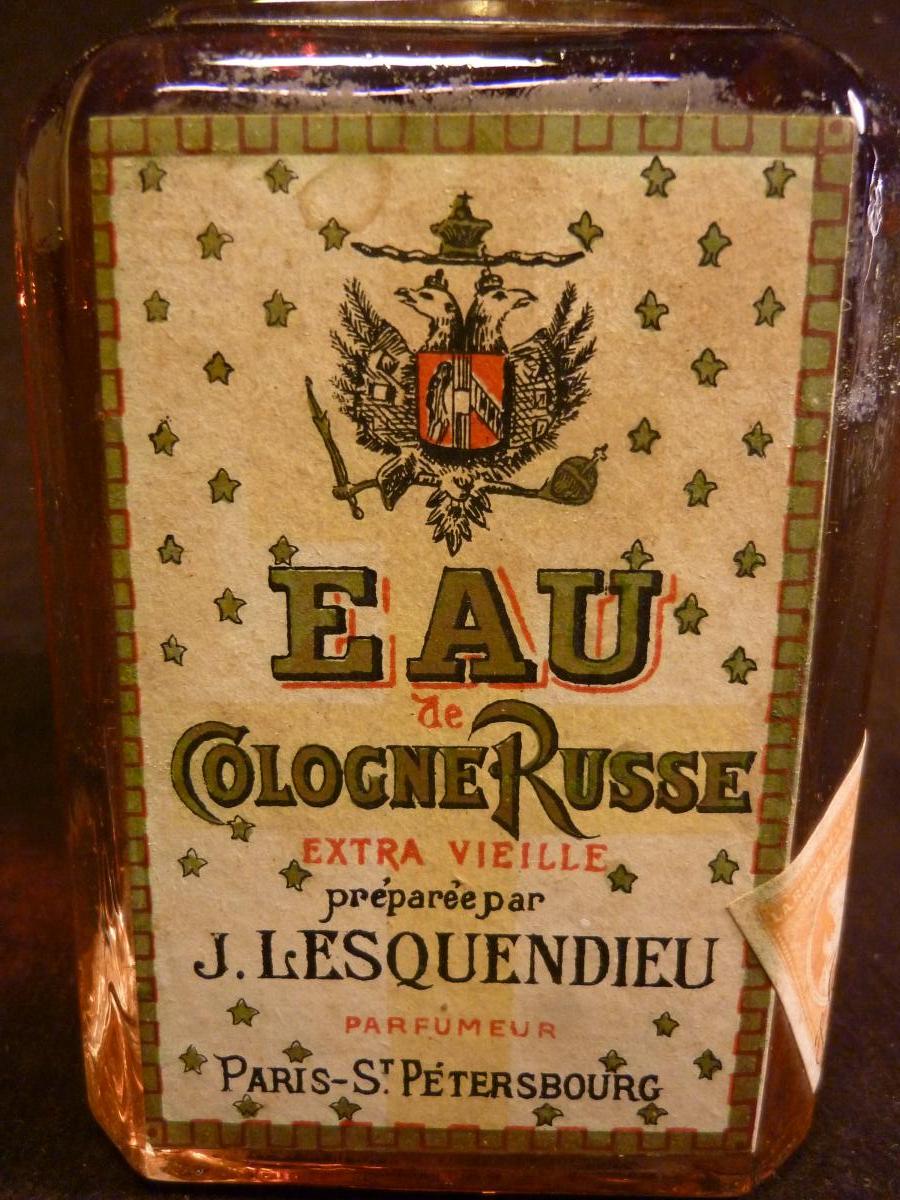 EAU
de
COLOGNE RUSSE
EXTRA VIEILLE
préparée par
J. LESQUENDIEU
PARFUMEUR
PARIS-ST. PÉTERSBOURG